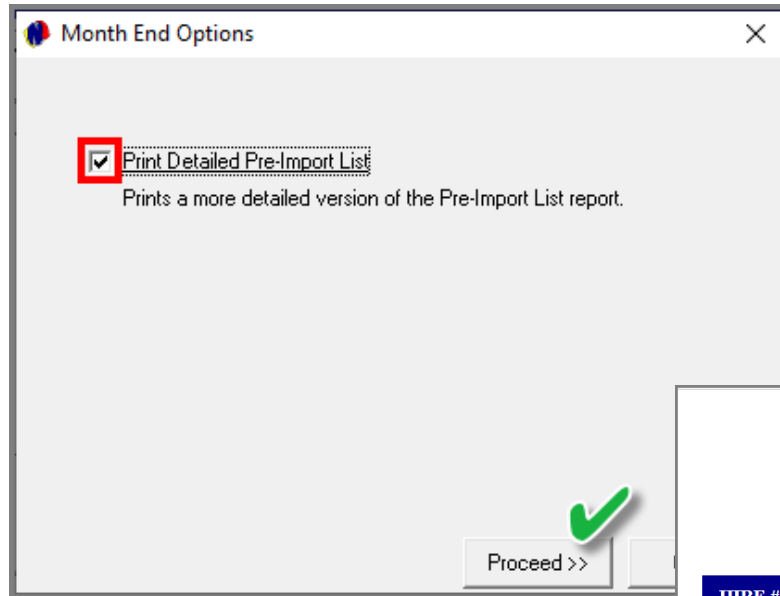 Month End Options
Print Detailed Pre-Import List
Prints a more detailed version of the Pre-Import List report.
Proceed >>
HIRE #